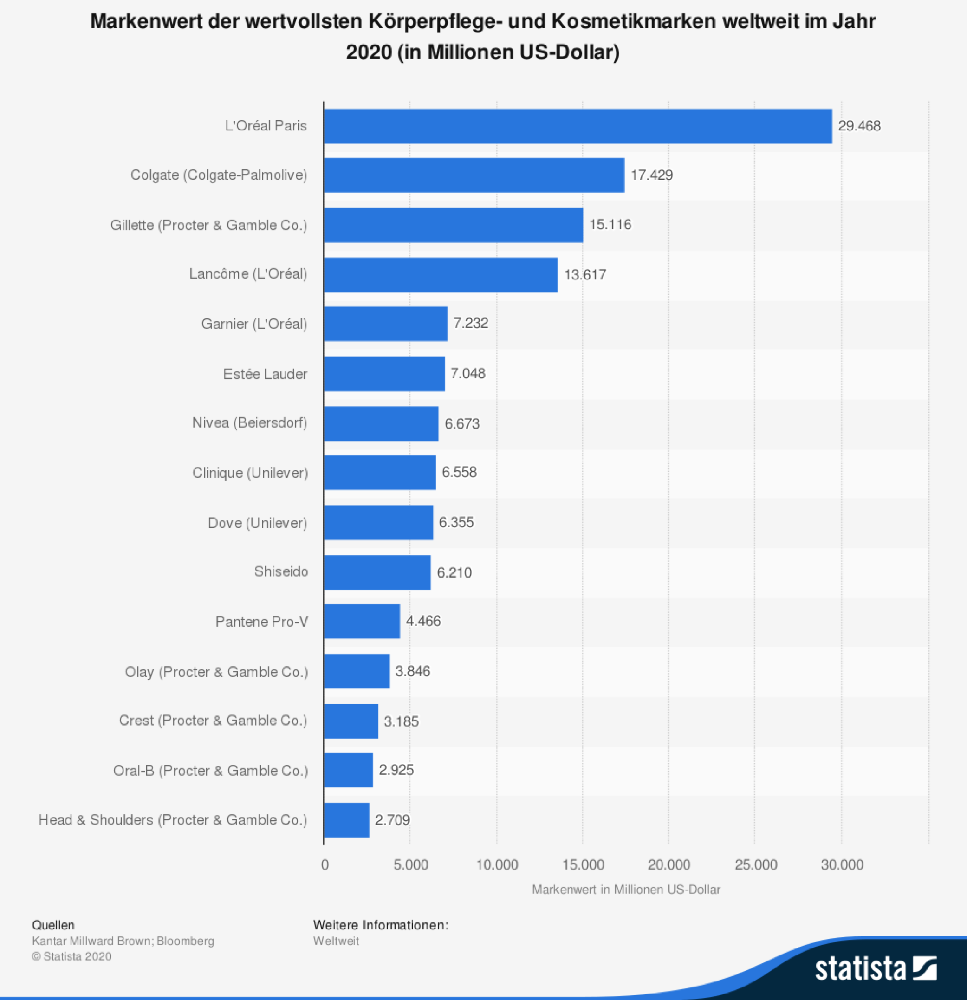 Markenwert der wertvollsten Körperpflege- und Kosmetikmarken weltweit im Jahr
2020 (in Millionen US-Dollar)
L'Oréal Paris 29.468
Colgate (Colgate-Palmolive) 17.429
Gillette (Procter & Gamble Co.) 15.116
Lancôme (L'Oréal) 13.617
Garnier (L'Oréal) 7.232
Estée Lauder 7.048
Nivea (Beiersdorf) 6.673
Clinique (Unilever) 6.558
Dove (Unilever) 6.355
Shiseido 6.210
Pantene Pro-V 4.466
Olay (Procter & Gamble Co.) 3.846
Crest (Procter & Gamble Co.) 3.185
Oral-B (Procter & Gamble Co.) 2.925
Head & Shoulders (Procter & Gamble Co.) 2.709
0 5.000 10.000 15.000 20.000 25.000 30.000
Markenwert in Millionen US-Dollar
Quellen
Kantar Millward Brown; Bloomberg
© Statista 2020
Weitere Informationen:
Weltweit
statista